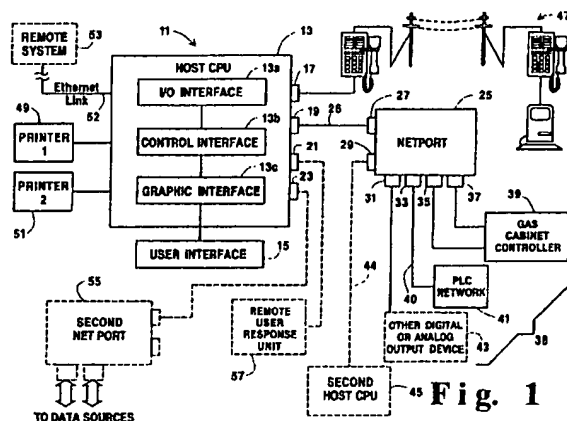 REMOTE
SYSTEM
53
11
13
47
HOST CPU
13a
17
I/O INTERFACE
Ethernet
Link
52
49
PRINTER
1
13b
19
26
27
25
CONTROL INTERFACE
NETPORT
21
29
PRINTER
2
51
13c
23
GRAPHIC INTERFACE
31
33
35
37
39
GAS
CABINET
CONTROLLER
USER INTERFACE
15
44
40
PLC
NETWORK
41
55
SECOND
NET PORT
REMOTE USER
RESPONSE
UNIT
57
OTHER DIGITAL
OR ANALOG
OUTPUT DEVICE
43
38
SECOND
HOST CPU
45
Fig. 1
TO DATA SOURCES